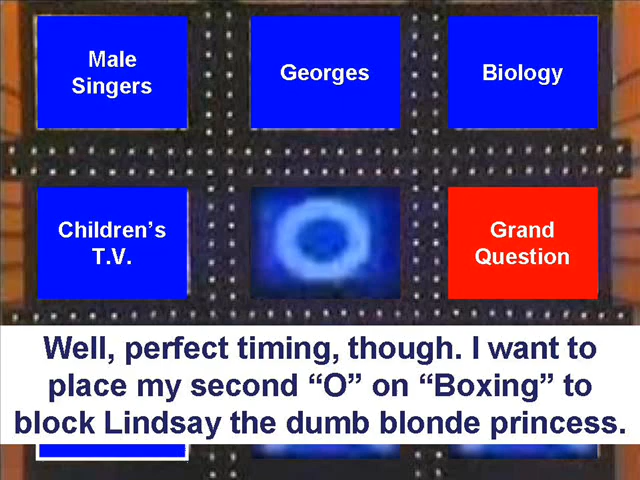 Male
Singers
Georges
Biology
Children's
T.V.
O
Grand
Question
Well, perfect timing, though. I want to
place my second “O” on “Boxing” to
block Lindsay the dumb blonde princess.